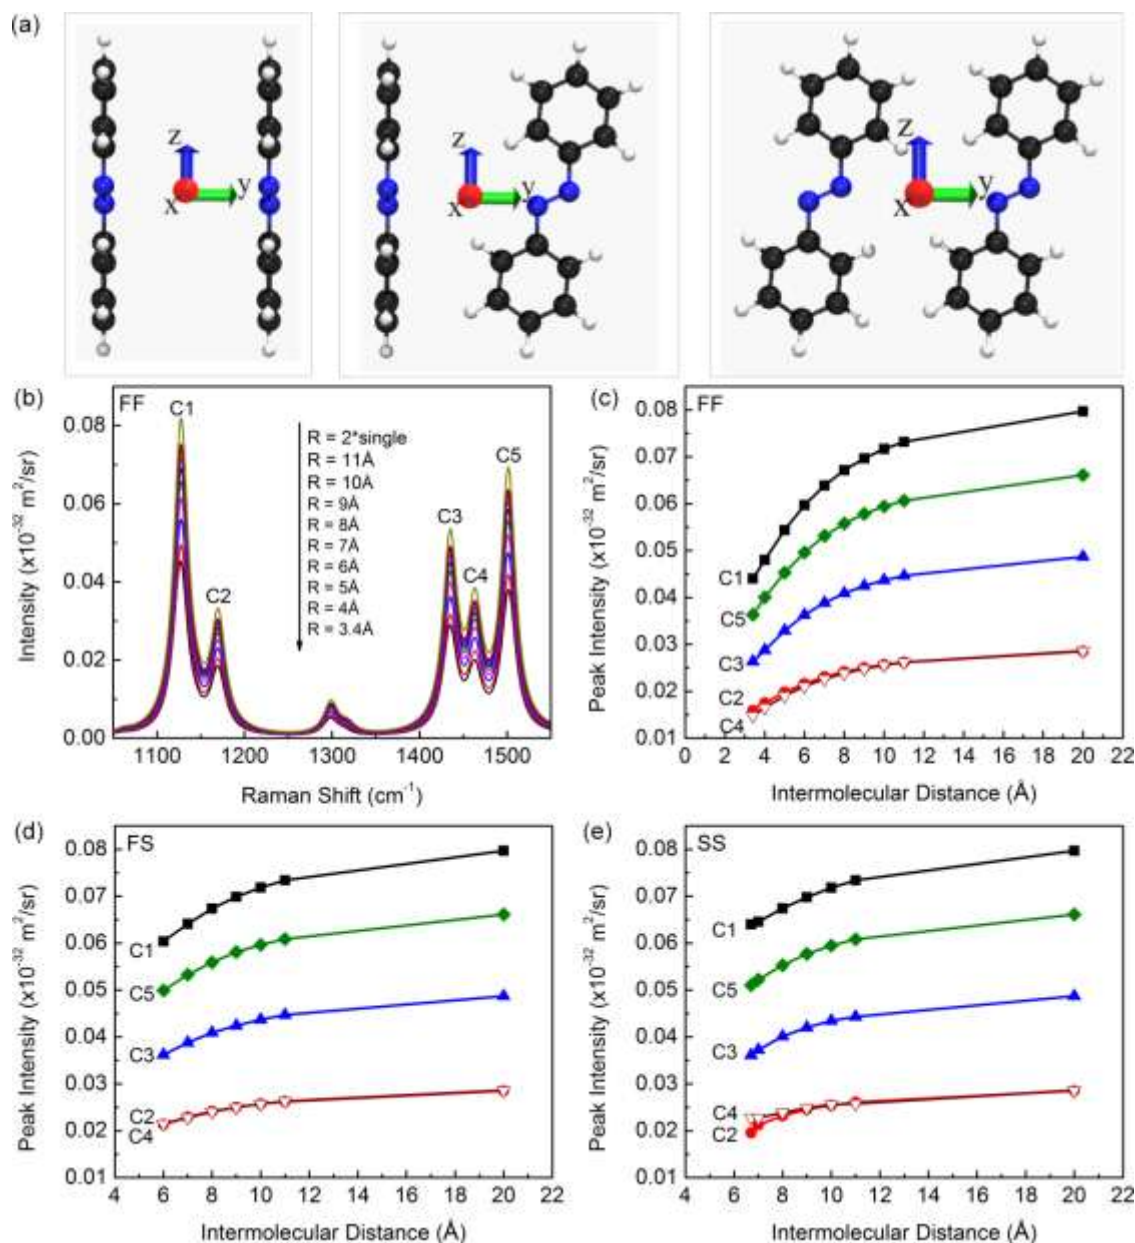 (a)
z
y
x
z
y
x
z
y
x
(b)
FF
C1
C2
C3
C4
C5
R = 2*single
R = 11Å
R = 10Å
R = 9Å
R = 8Å
R = 7Å
R = 6Å
R = 5Å
R = 4Å
R = 3.4Å
0.08
0.06
0.04
0.02
0.00
1100 1200 1300 1400 1500
Intensity (x10⁻³² m²/sr)
Raman Shift (cm⁻¹)
(c)
FF
0.08
0.07
0.06
0.05
0.04
0.03
0.02
0.01
C1
C5
C3
C2
C4
2 4 6 8 10 12 14 16 18 20 22
Peak Intensity (x10⁻³² m²/sr)
Intermolecular Distance (Å)
(d)
FS
0.08
0.07
0.06
0.05
0.04
0.03
0.02
0.01
C1
C5
C3
C2
C4
4 6 8 10 12 14 16 18 20 22
Peak Intensity (x10⁻³² m²/sr)
Intermolecular Distance (Å)
(e)
SS
0.08
0.07
0.06
0.05
0.04
0.03
0.02
0.01
C1
C5
C3
C4
C2
4 6 8 10 12 14 16 18 20 22
Peak Intensity (x10⁻³² m²/sr)
Intermolecular Distance (Å)